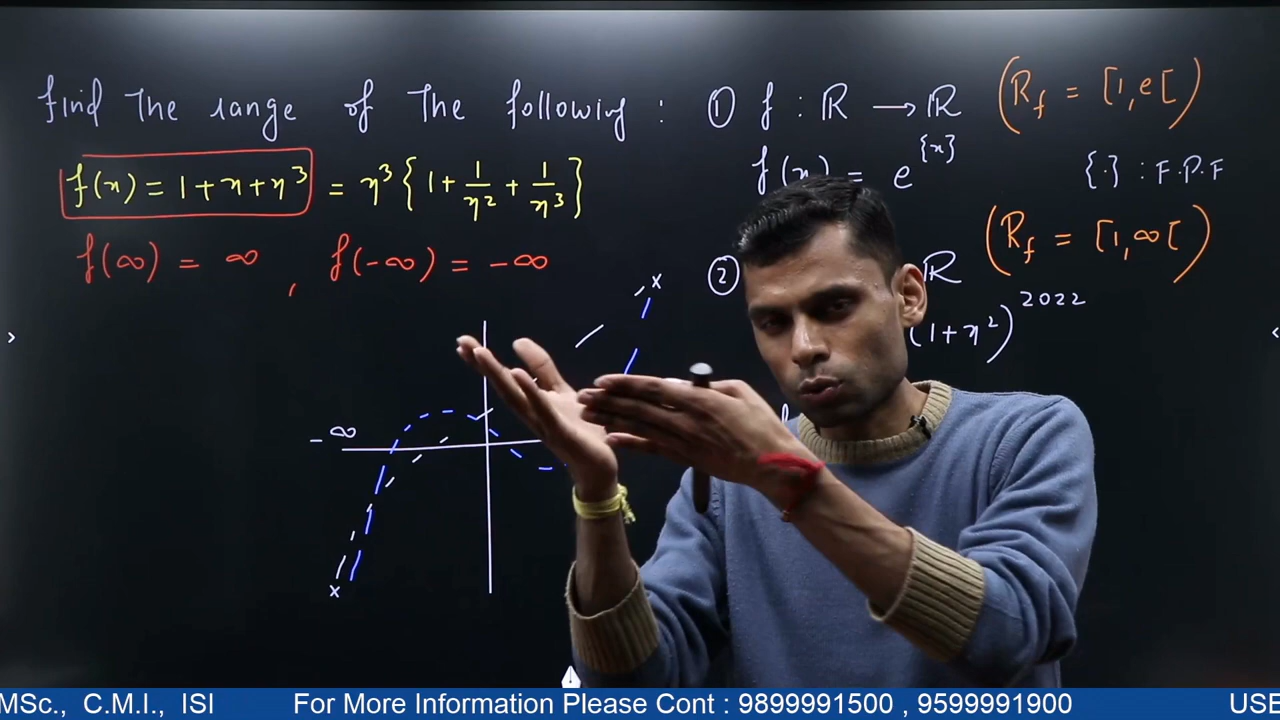 find The range of The following : ① f : ℝ → ℝ (R_f = [1, e[)
f(x) = 1 + x + x³ = x³{1 + 1/x² + 1/x³}
f(x) = e^{x}
{·} : F.P.F
f(∞) = ∞ , f(-∞) = -∞
② ℝ (R_f = [1, ∞[)
(1+x²)^2022
-∞
x
x
MSc., C.M.I., ISI For More Information Please Cont : 9899991500 , 9599991900 USE